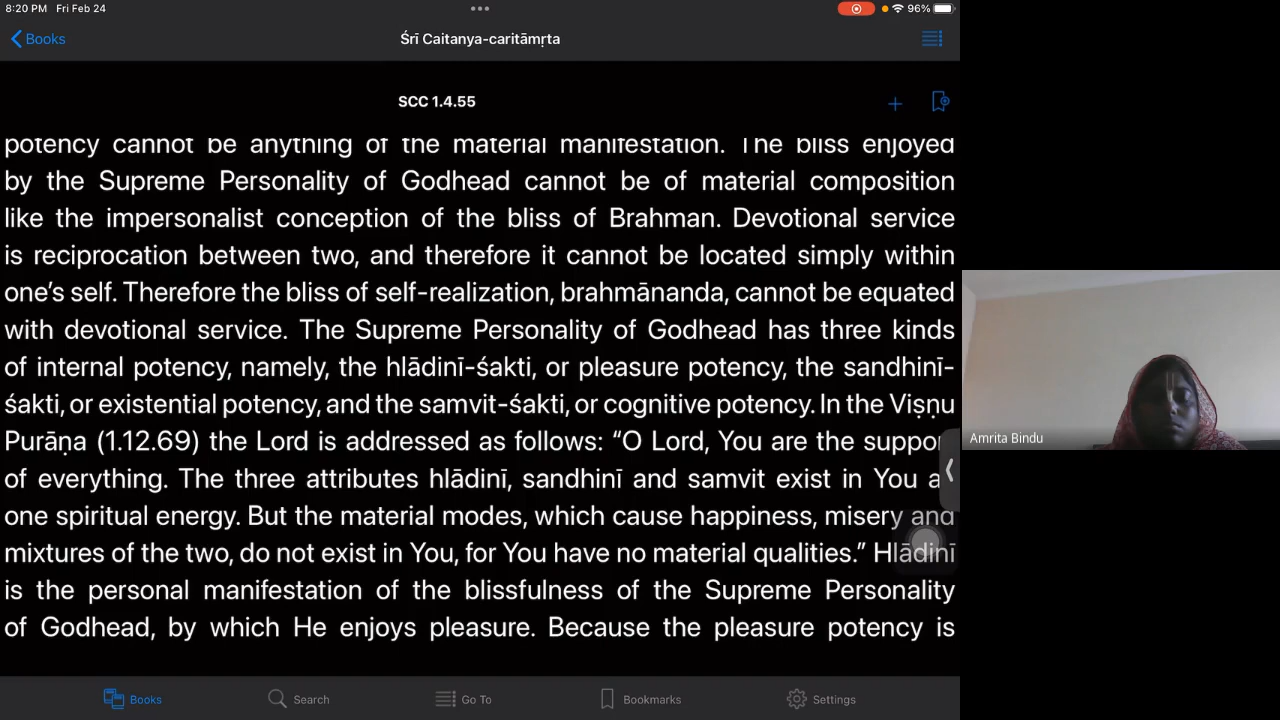 8:20 PM Fri Feb 24
96%
Books
Śrī Caitanya-caritāmṛta
SCC 1.4.55
potency cannot be anything of the material manifestation. The bliss enjoyed
by the Supreme Personality of Godhead cannot be of material composition
like the impersonalist conception of the bliss of Brahman. Devotional service
is reciprocation between two, and therefore it cannot be located simply within
one’s self. Therefore the bliss of self-realization, brahmānanda, cannot be equated
with devotional service. The Supreme Personality of Godhead has three kinds
of internal potency, namely, the hlādinī-śakti, or pleasure potency, the sandhinī-
śakti, or existential potency, and the samvit-śakti, or cognitive potency. In the Viṣṇu
Purāṇa (1.12.69) the Lord is addressed as follows: “O Lord, You are the suppor
of everything. The three attributes hlādinī, sandhinī and samvit exist in You a
one spiritual energy. But the material modes, which cause happiness, misery and
mixtures of the two, do not exist in You, for You have no material qualities.” Hlādinī
is the personal manifestation of the blissfulness of the Supreme Personality
of Godhead, by which He enjoys pleasure. Because the pleasure potency is
Books
Search
Go To
Bookmarks
Settings
Amrita Bindu